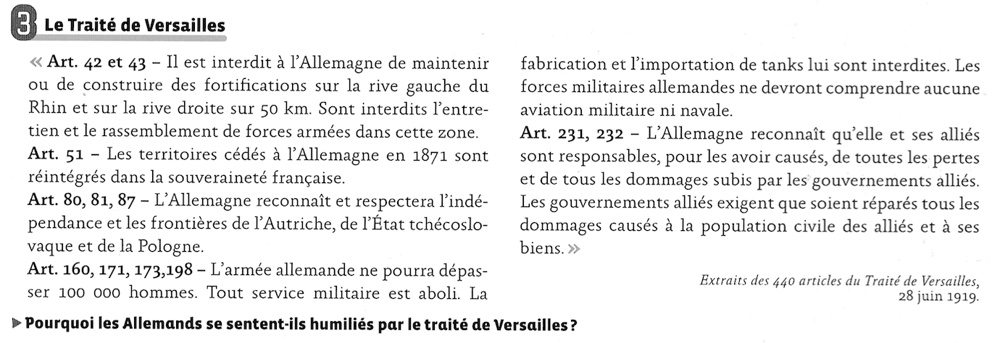 3 Le Traité de Versailles
« Art. 42 et 43 – Il est interdit à l'Allemagne de maintenir
ou de construire des fortifications sur la rive gauche du
Rhin et sur la rive droite sur 50 km. Sont interdits l'entre-
tien et le rassemblement de forces armées dans cette zone.
Art. 51 – Les territoires cédés à l'Allemagne en 1871 sont
réintégrés dans la souveraineté française.
Art. 80, 81, 87 – L'Allemagne reconnaît et respectera l'indé-
pendance et les frontières de l'Autriche, de l'État tchécoslo-
vaque et de la Pologne.
Art. 160, 171, 173,198 – L'armée allemande ne pourra dépas-
ser 100 000 hommes. Tout service militaire est aboli. La
fabrication et l'importation de tanks lui sont interdites. Les
forces militaires allemandes ne devront comprendre aucune
aviation militaire ni navale.
Art. 231, 232 – L'Allemagne reconnaît qu'elle et ses alliés
sont responsables, pour les avoir causés, de toutes les pertes
et de tous les dommages subis par les gouvernements alliés.
Les gouvernements alliés exigent que soient réparés tous les
dommages causés à la population civile des alliés et à ses
biens. »
Extraits des 440 articles du Traité de Versailles,
28 juin 1919.
▶ Pourquoi les Allemands se sentent-ils humiliés par le traité de Versailles ?